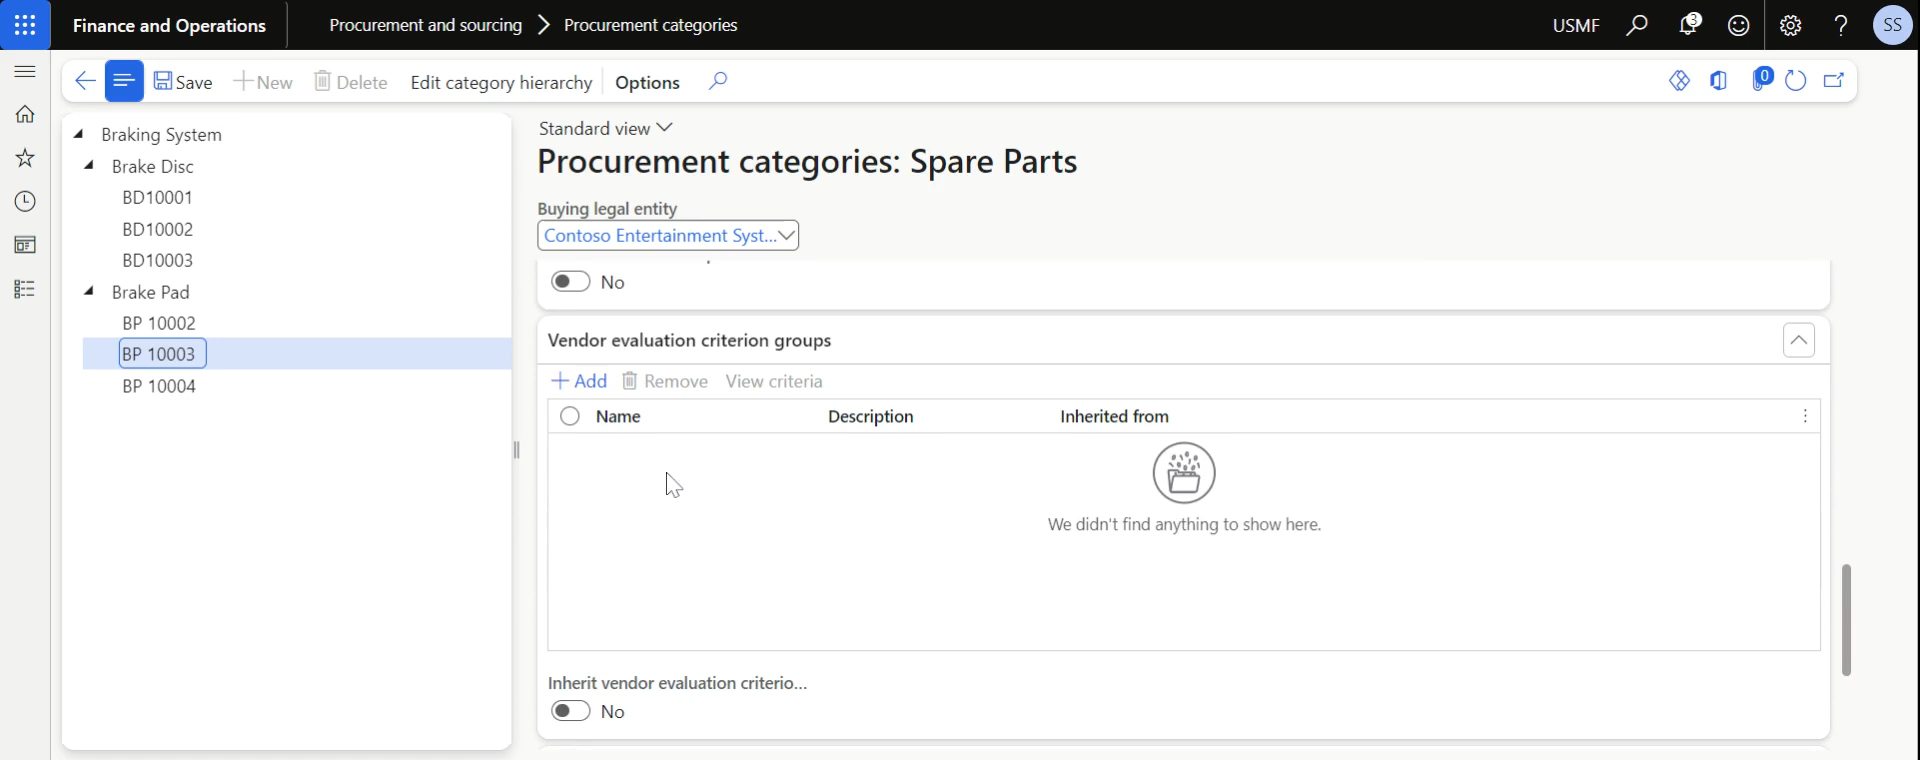 Finance and Operations
Procurement and sourcing
Procurement categories
USMF
3
SS
Save
New
Delete
Edit category hierarchy
Options
0
Braking System
Brake Disc
BD10001
BD10002
BD10003
Brake Pad
BP 10002
BP 10003
BP 10004
Standard view
Procurement categories: Spare Parts
Buying legal entity
Contoso Entertainment Syst...
No
Vendor evaluation criterion groups
Add
Remove
View criteria
Name
Description
Inherited from
We didn't find anything to show here.
Inherit vendor evaluation criterio...
No